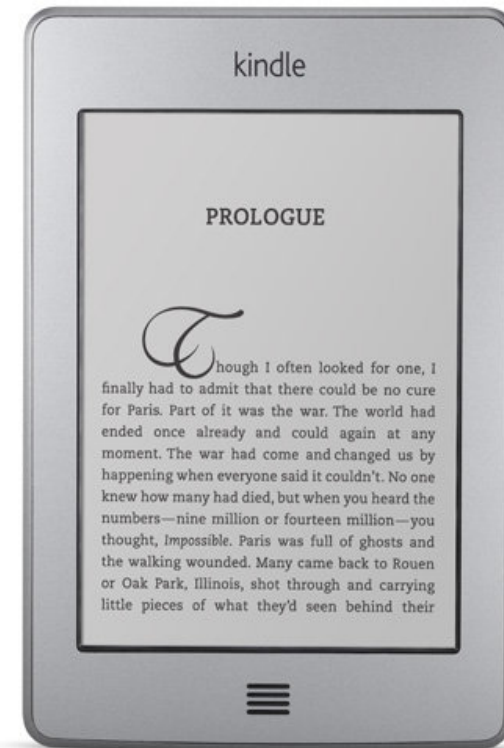 kindle
PROLOGUE
Though I often looked for one, I
finally had to admit that there could be no cure
for Paris. Part of it was the war. The world had
ended once already and could again at any
moment. The war had come and changed us by
happening when everyone said it couldn't. No one
knew how many had died, but when you heard the
numbers—nine million or fourteen million—you
thought, Impossible. Paris was full of ghosts and
the walking wounded. Many came back to Rouen
or Oak Park, Illinois, shot through and carrying
little pieces of what they'd seen behind their